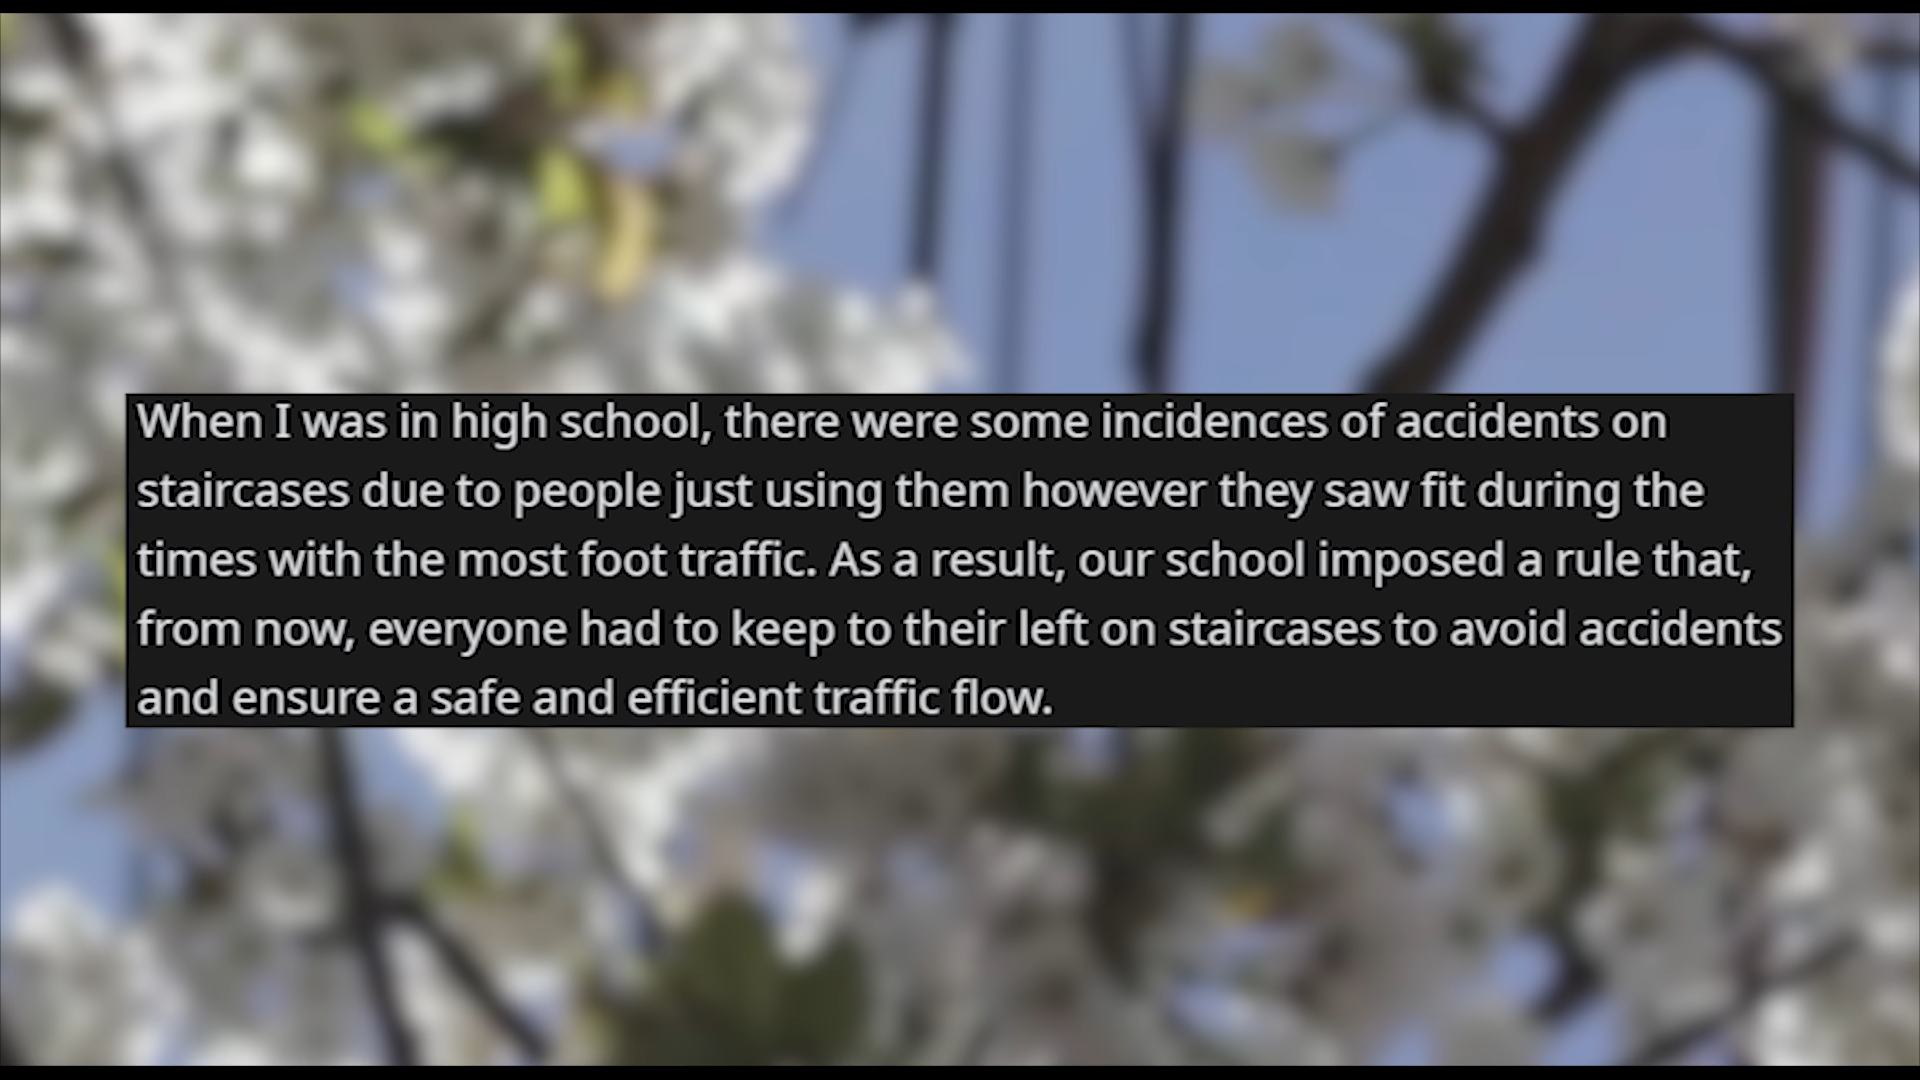 When I was in high school, there were some incidences of accidents on
staircases due to people just using them however they saw fit during the
times with the most foot traffic. As a result, our school imposed a rule that,
from now, everyone had to keep to their left on staircases to avoid accidents
and ensure a safe and efficient traffic flow.